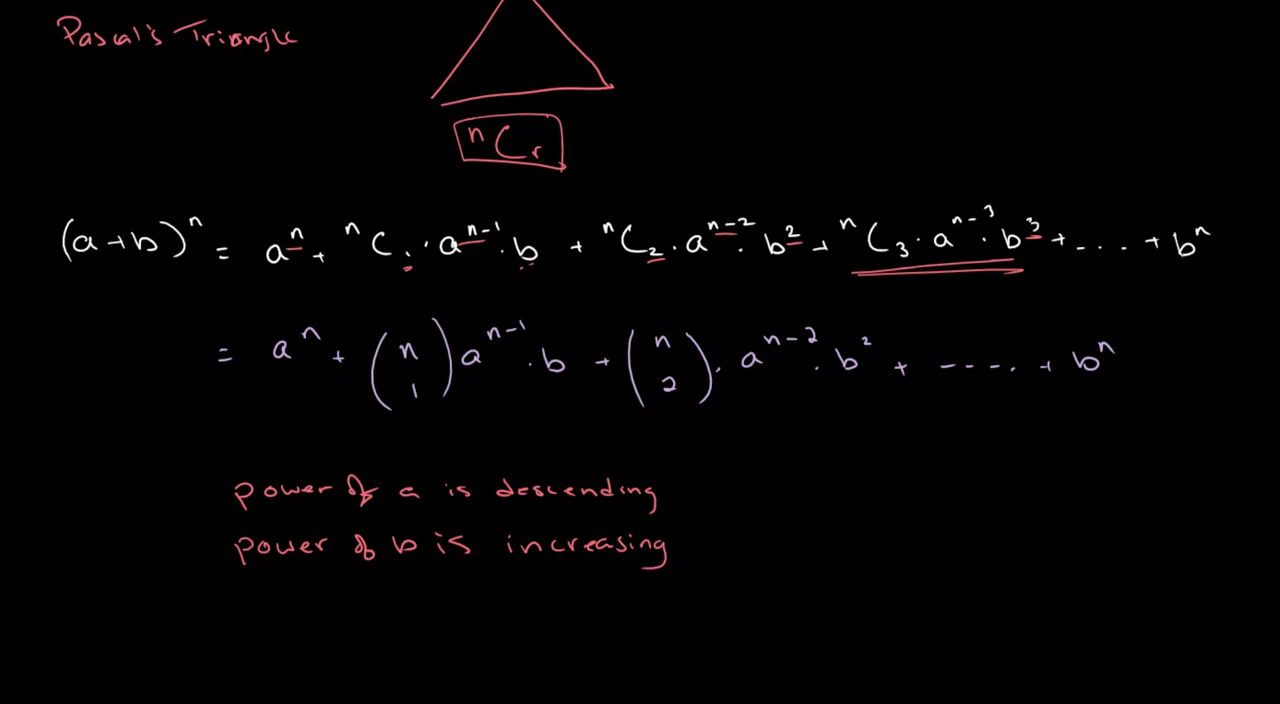 Pascal's Triangle
ⁿCᵣ
(a+b)ⁿ = aⁿ + ⁿC₁ · aⁿ⁻¹ · b + ⁿC₂ · aⁿ⁻² · b² + ⁿC₃ · aⁿ⁻³ · b³ + .... + bⁿ
= aⁿ + (n 1) aⁿ⁻¹ · b + (n 2) · aⁿ⁻² · b² + ----. + bⁿ
power of a is descending
power of b is increasing